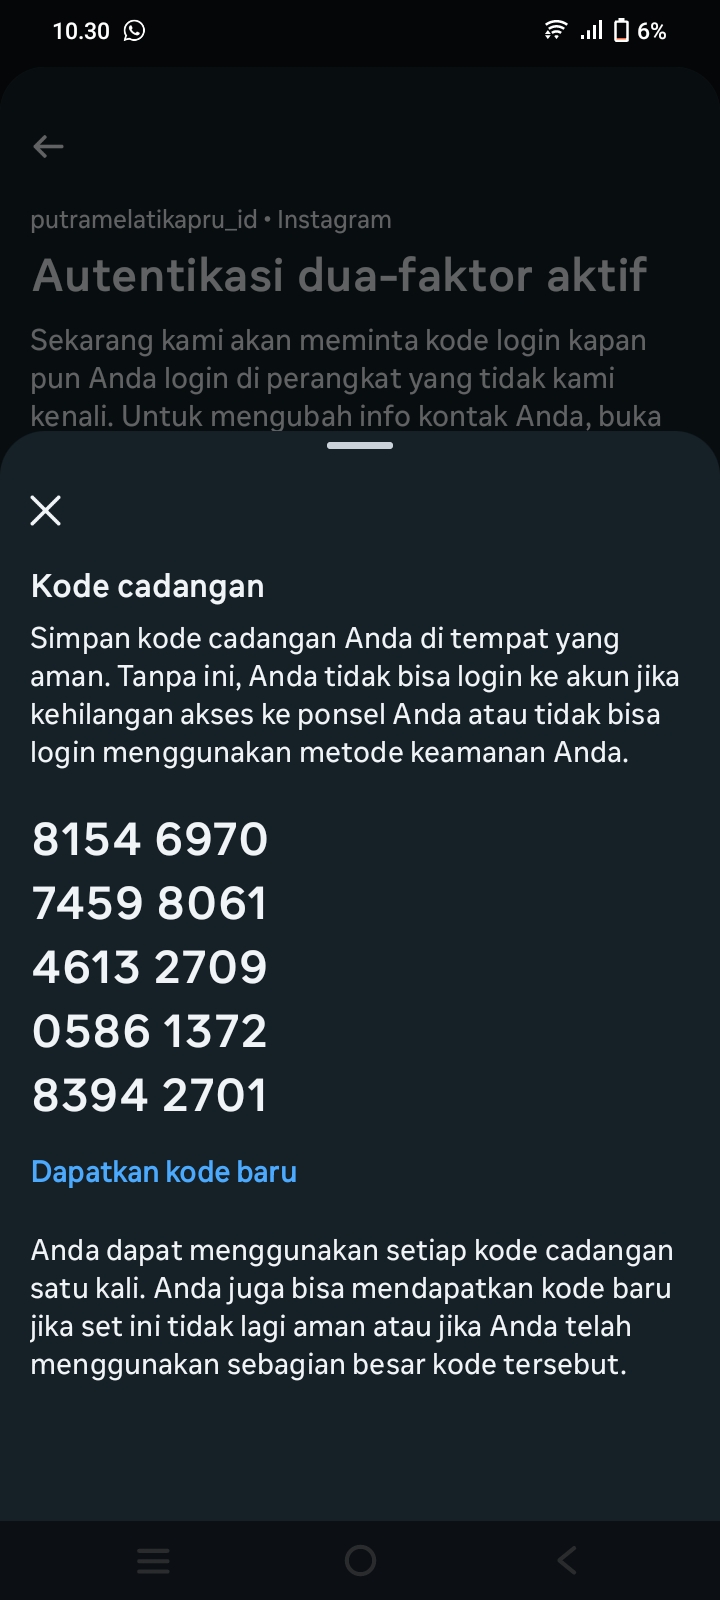 10.30
6%
putramelatikapru_id • Instagram
Autentikasi dua-faktor aktif
Sekarang kami akan meminta kode login kapan
pun Anda login di perangkat yang tidak kami
kenali. Untuk mengubah info kontak Anda, buka
Kode cadangan
Simpan kode cadangan Anda di tempat yang
aman. Tanpa ini, Anda tidak bisa login ke akun jika
kehilangan akses ke ponsel Anda atau tidak bisa
login menggunakan metode keamanan Anda.
8154 6970
7459 8061
4613 2709
0586 1372
8394 2701
Dapatkan kode baru
Anda dapat menggunakan setiap kode cadangan
satu kali. Anda juga bisa mendapatkan kode baru
jika set ini tidak lagi aman atau jika Anda telah
menggunakan sebagian besar kode tersebut.